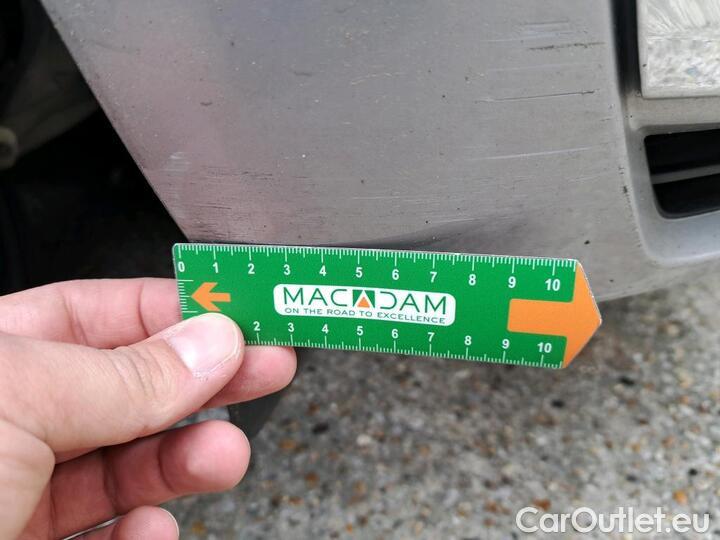 0 1 2 3 4 5 6 7 8 9 10
MACADAM
ON THE ROAD TO EXCELLENCE
2 3 4 5 6 7 8 9 10
CarOutlet.eu